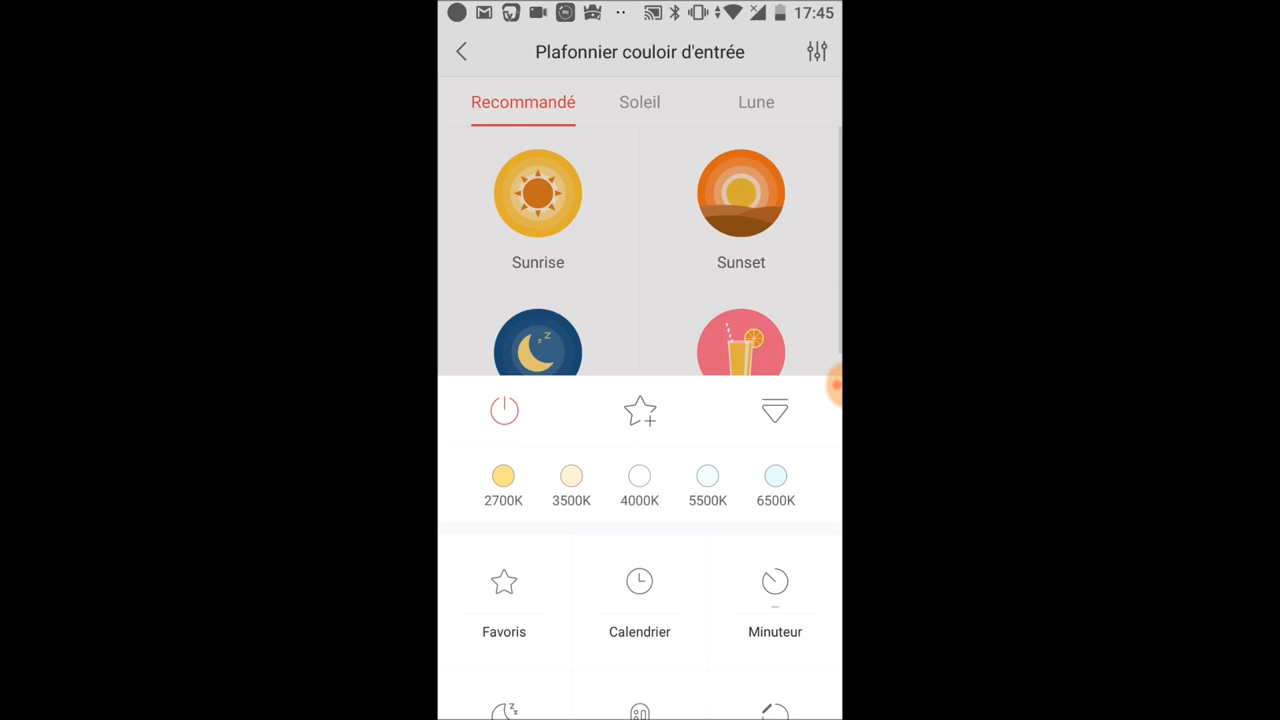 17:45
Plafonnier couloir d'entrée
Recommandé Soleil Lune
Sunrise Sunset
2700K 3500K 4000K 5500K 6500K
Favoris Calendrier Minuteur